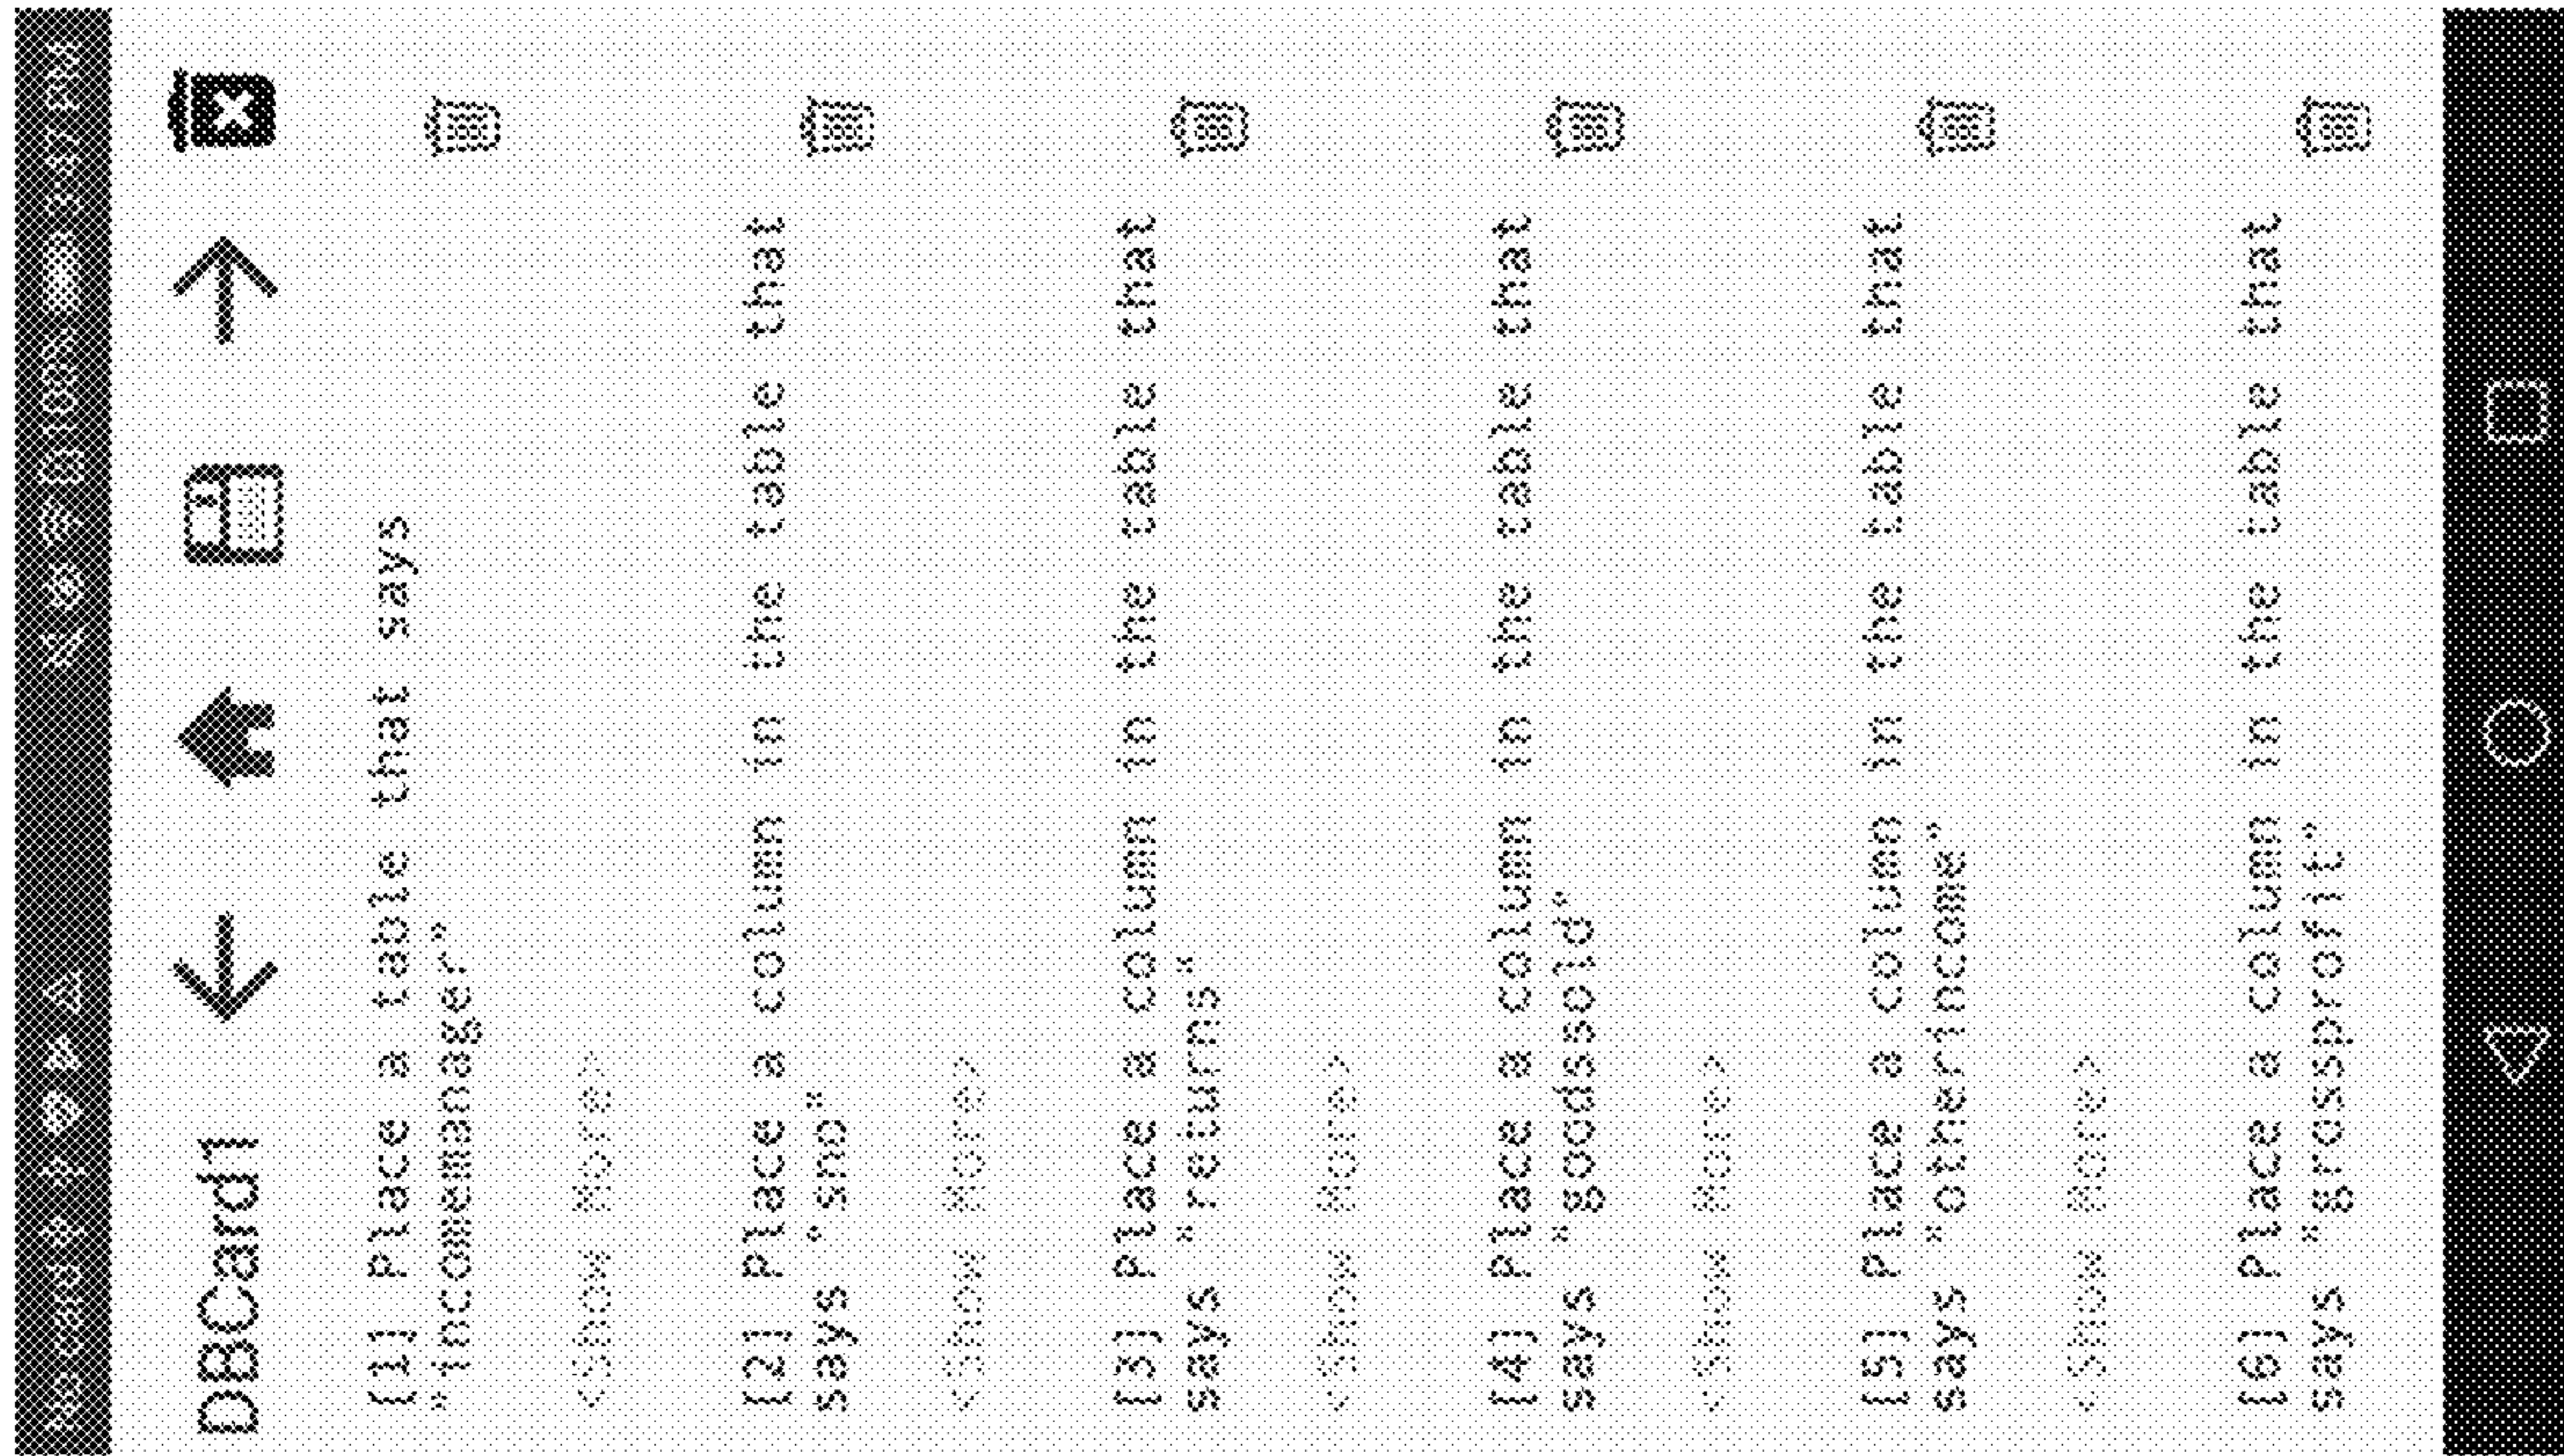 No card
100%
DBCard1
[1] Place a table that says
"incomemanager"
<Show More>
[2] Place a column in the table that
says "sno"
<Show More>
[3] Place a column in the table that
says "returns"
<Show More>
[4] Place a column in the table that
says "goodssold"
<Show More>
[5] Place a column in the table that
says "otherincome"
<Show More>
[6] Place a column in the table that
says "grossprofit"